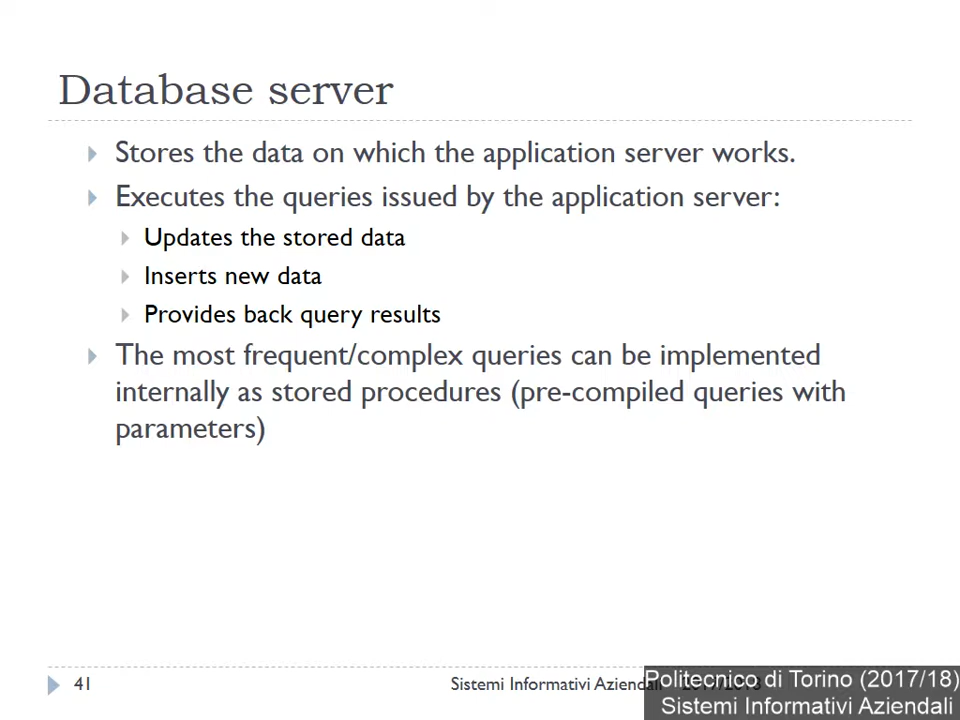 Database server
Stores the data on which the application server works.
Executes the queries issued by the application server:
Updates the stored data
Inserts new data
Provides back query results
The most frequent/complex queries can be implemented
internally as stored procedures (pre-compiled queries with
parameters)
41
Sistemi Informativi Aziendali
Politecnico di Torino (2017/18)
Sistemi Informativi Aziendali